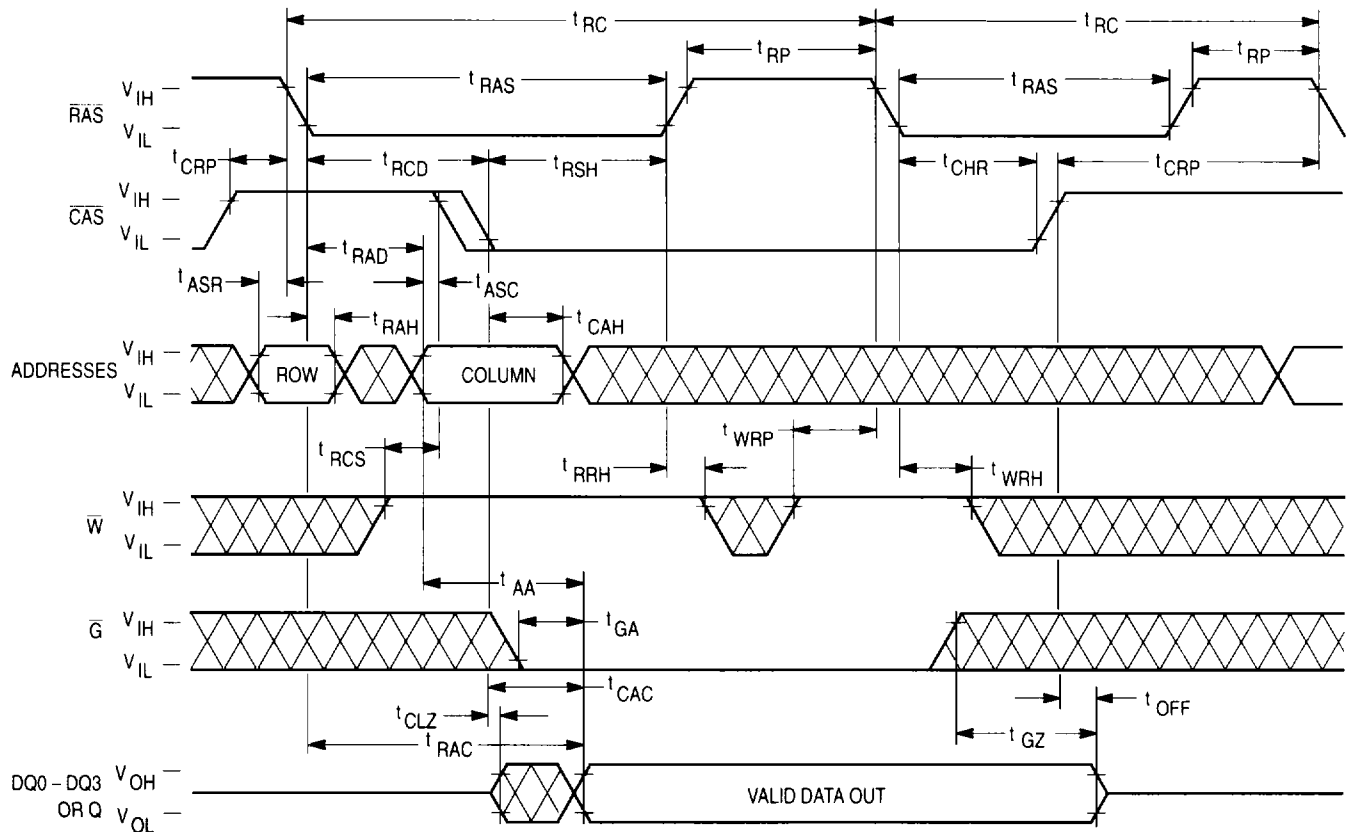 t RC t RC
t RP t RP
t RAS t RAS
V IH
RAS
V IL
t CRP t RCD t RSH t CHR t CRP
V IH
CAS
V IL
t RAD
t ASR t ASC
t RAH t CAH
V IH
ADDRESSES ROW COLUMN
V IL
t WRP
t RCS t RRH t WRH
V IH
W
V IL
t AA
V IH
G t GA
V IL
t CAC
t CLZ t OFF
t RAC t GZ
DQ0 – DQ3 V OH
VALID DATA OUT
OR Q V OL